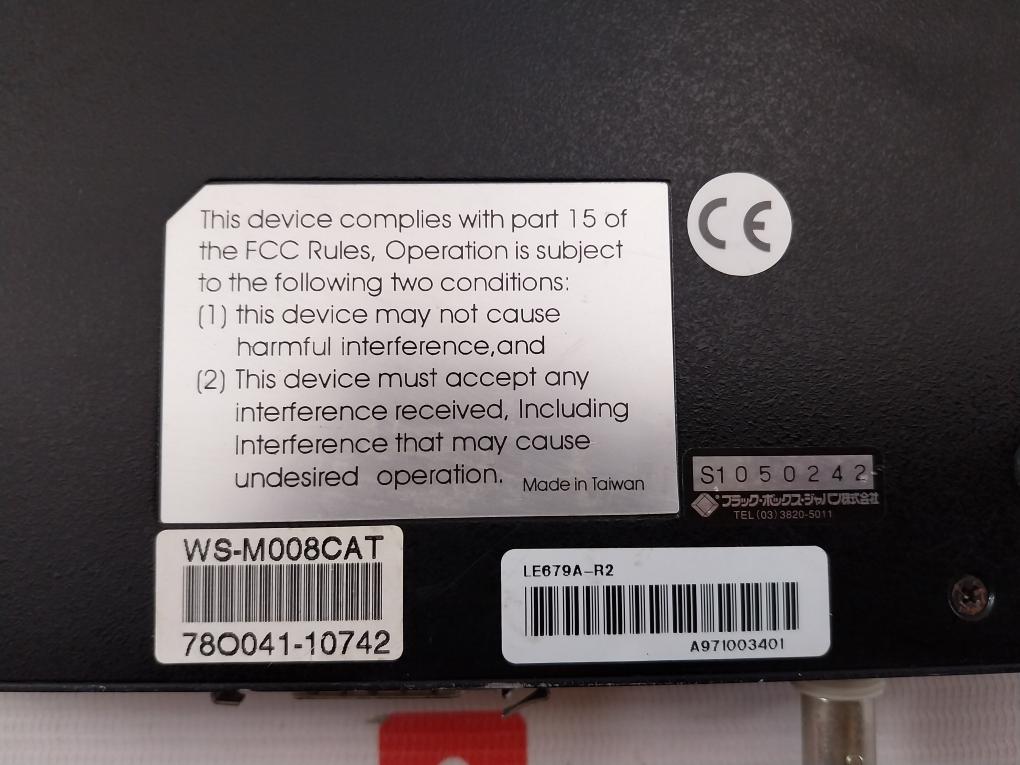 This device complies with part 15 of
the FCC Rules, Operation is subject
to the following two conditions:
(1) this device may not cause
harmful interference,and
(2) This device must accept any
interference received, Including
Interference that may cause
undesired operation. Made in Taiwan
CE
S1050242
ブラック・ボックス・ジャパン株式会社
TEL(03)3820-5011
WS-M008CAT
780041-10742
LE679A-R2
A971003401